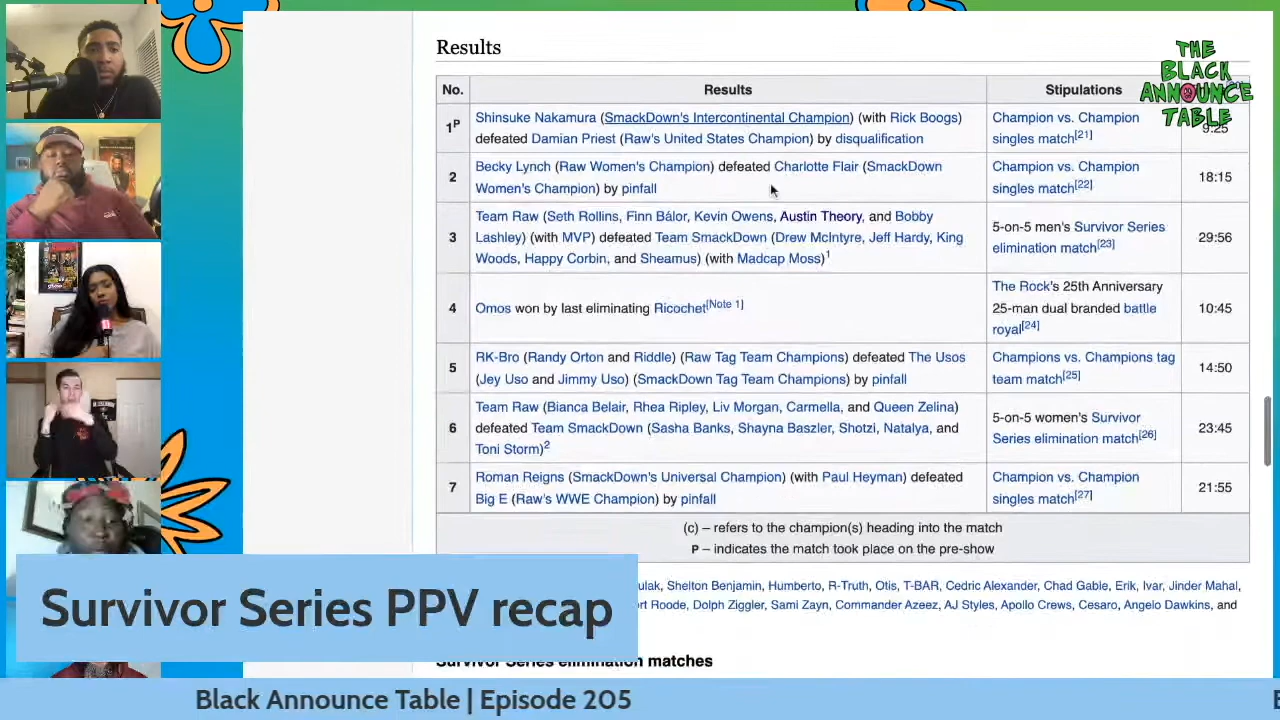 Results
THE
BLACK
ANNOUNCE
TABLE
No. Results Stipulations
1P Shinsuke Nakamura (SmackDown's Intercontinental Champion) (with Rick Boogs)
defeated Damian Priest (Raw's United States Champion) by disqualification
Champion vs. Champion
singles match[21]
9:25
2 Becky Lynch (Raw Women's Champion) defeated Charlotte Flair (SmackDown
Women's Champion) by pinfall
Champion vs. Champion
singles match[22]
18:15
3 Team Raw (Seth Rollins, Finn Bálor, Kevin Owens, Austin Theory, and Bobby
Lashley) (with MVP) defeated Team SmackDown (Drew McIntyre, Jeff Hardy, King
Woods, Happy Corbin, and Sheamus) (with Madcap Moss)1
5-on-5 men's Survivor Series
elimination match[23]
29:56
4 Omos won by last eliminating Ricochet[Note 1]
The Rock's 25th Anniversary
25-man dual branded battle
royal[24]
10:45
5 RK-Bro (Randy Orton and Riddle) (Raw Tag Team Champions) defeated The Usos
(Jey Uso and Jimmy Uso) (SmackDown Tag Team Champions) by pinfall
Champions vs. Champions tag
team match[25]
14:50
6 Team Raw (Bianca Belair, Rhea Ripley, Liv Morgan, Carmella, and Queen Zelina)
defeated Team SmackDown (Sasha Banks, Shayna Baszler, Shotzi, Natalya, and
Toni Storm)2
5-on-5 women's Survivor
Series elimination match[26]
23:45
7 Roman Reigns (SmackDown's Universal Champion) (with Paul Heyman) defeated
Big E (Raw's WWE Champion) by pinfall
Champion vs. Champion
singles match[27]
21:55
(c) – refers to the champion(s) heading into the match
P – indicates the match took place on the pre-show
ulak, Shelton Benjamin, Humberto, R-Truth, Otis, T-BAR, Cedric Alexander, Chad Gable, Erik, Ivar, Jinder Mahal,
rt Roode, Dolph Ziggler, Sami Zayn, Commander Azeez, AJ Styles, Apollo Crews, Cesaro, Angelo Dawkins, and
Survivor Series PPV recap
Survivor Series elimination matches
Black Announce Table | Episode 205